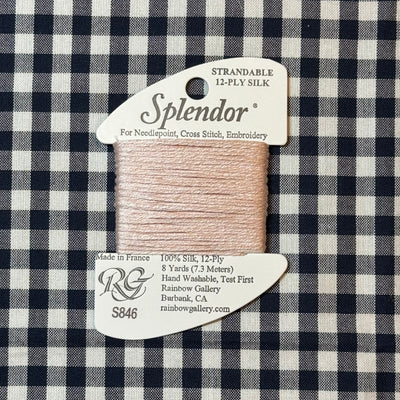 STRANDABLE
12-PLY SILK
Splendor®
For Needlepoint, Cross Stitch, Embroidery
Made in France
RG
S846
100% Silk, 12-Ply
8 Yards (7.3 Meters)
Hand Washable, Test First
Rainbow Gallery
Burbank, CA
rainbowgallery.com